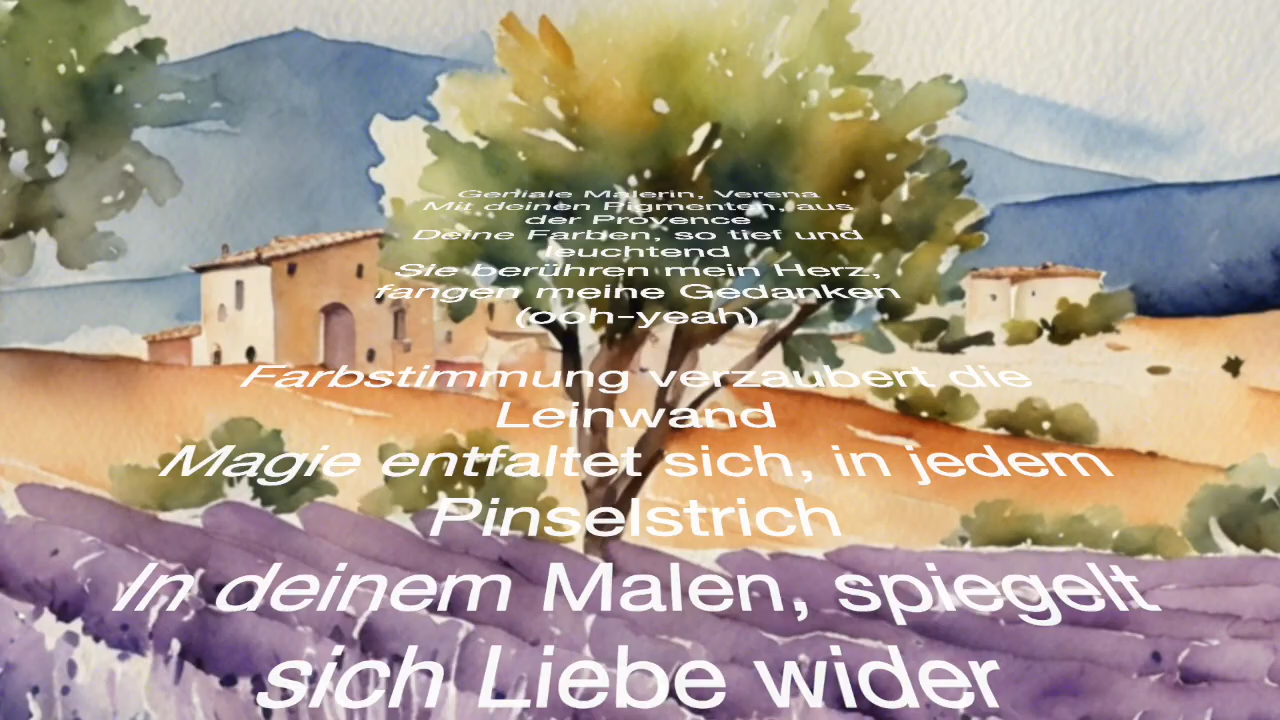 Geniale Malerin, Verena
Mit deinen Pigmenten, aus
der Provence
Deine Farben, so tief und
leuchtend
Sie berühren mein Herz,
fangen meine Gedanken
(ooh-yeah)
Farbstimmung verzaubert die
Leinwand
Magie entfaltet sich, in jedem
Pinselstrich
In deinem Malen, spiegelt
sich Liebe wider